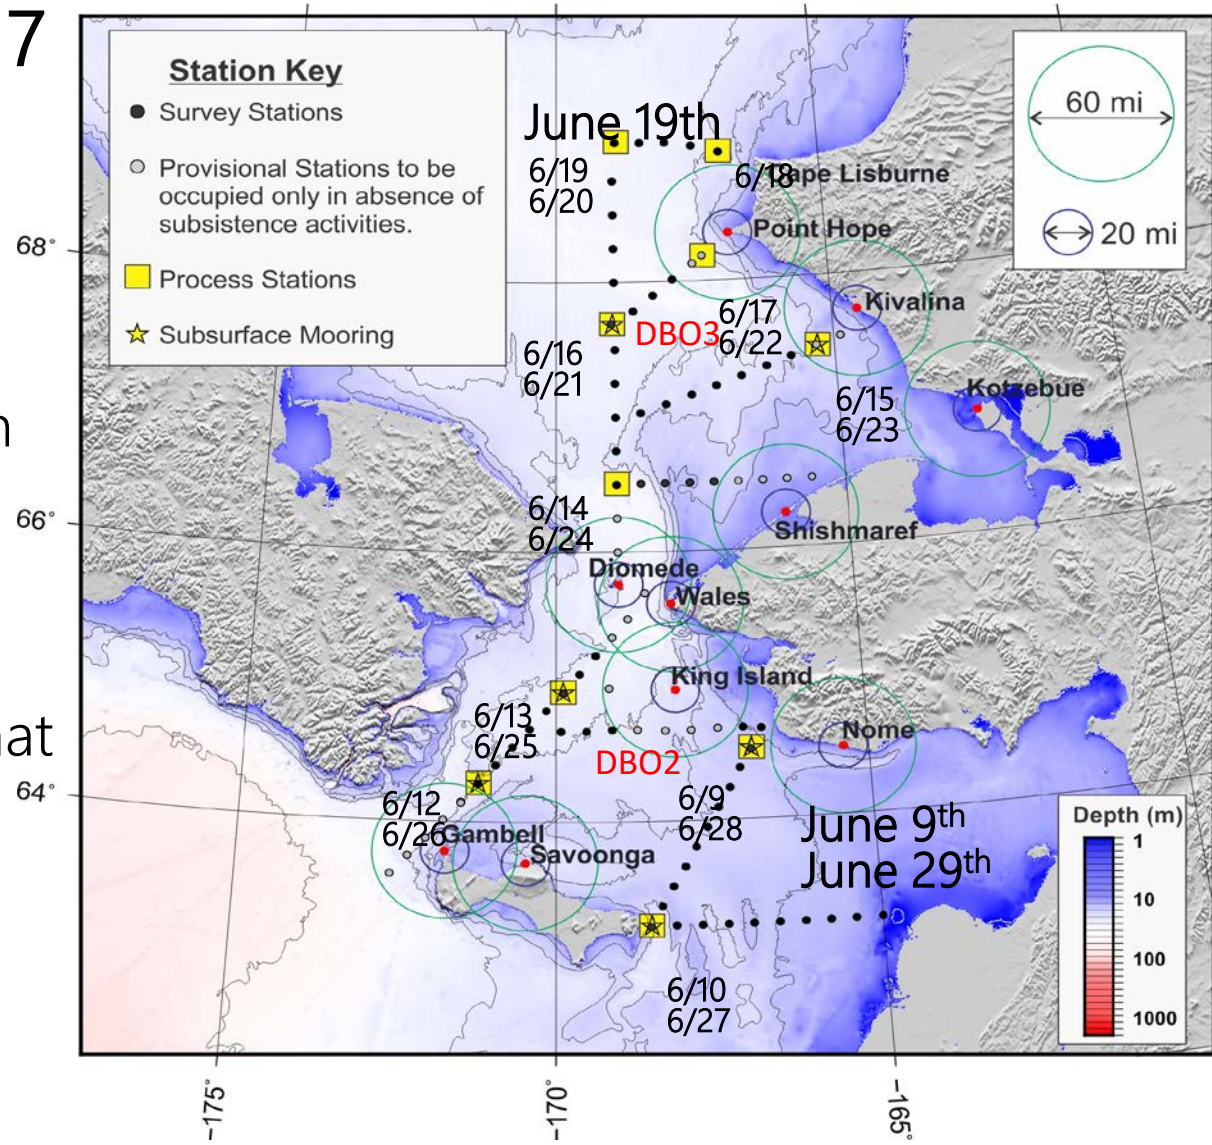 7
Station Key
Survey Stations
Provisional Stations to be
occupied only in absence of
subsistence activities.
Process Stations
Subsurface Mooring
60 mi
20 mi
June 19th
6/19
6/20
6/18
Cape Lisburne
Point Hope
68°
Kivalina
6/17
6/22
DBO3
6/16
6/21
Kotzebue
6/15
6/23
n
66°
6/14
6/24
Shishmaref
Diomede
Wales
King Island
Nome
6/13
6/25
DBO2
hat
64°
6/12
6/26
Gambell
Savoonga
6/9
6/28
June 9th
June 29th
Depth (m)
1
10
100
1000
6/10
6/27
-175°
-170°
-165°